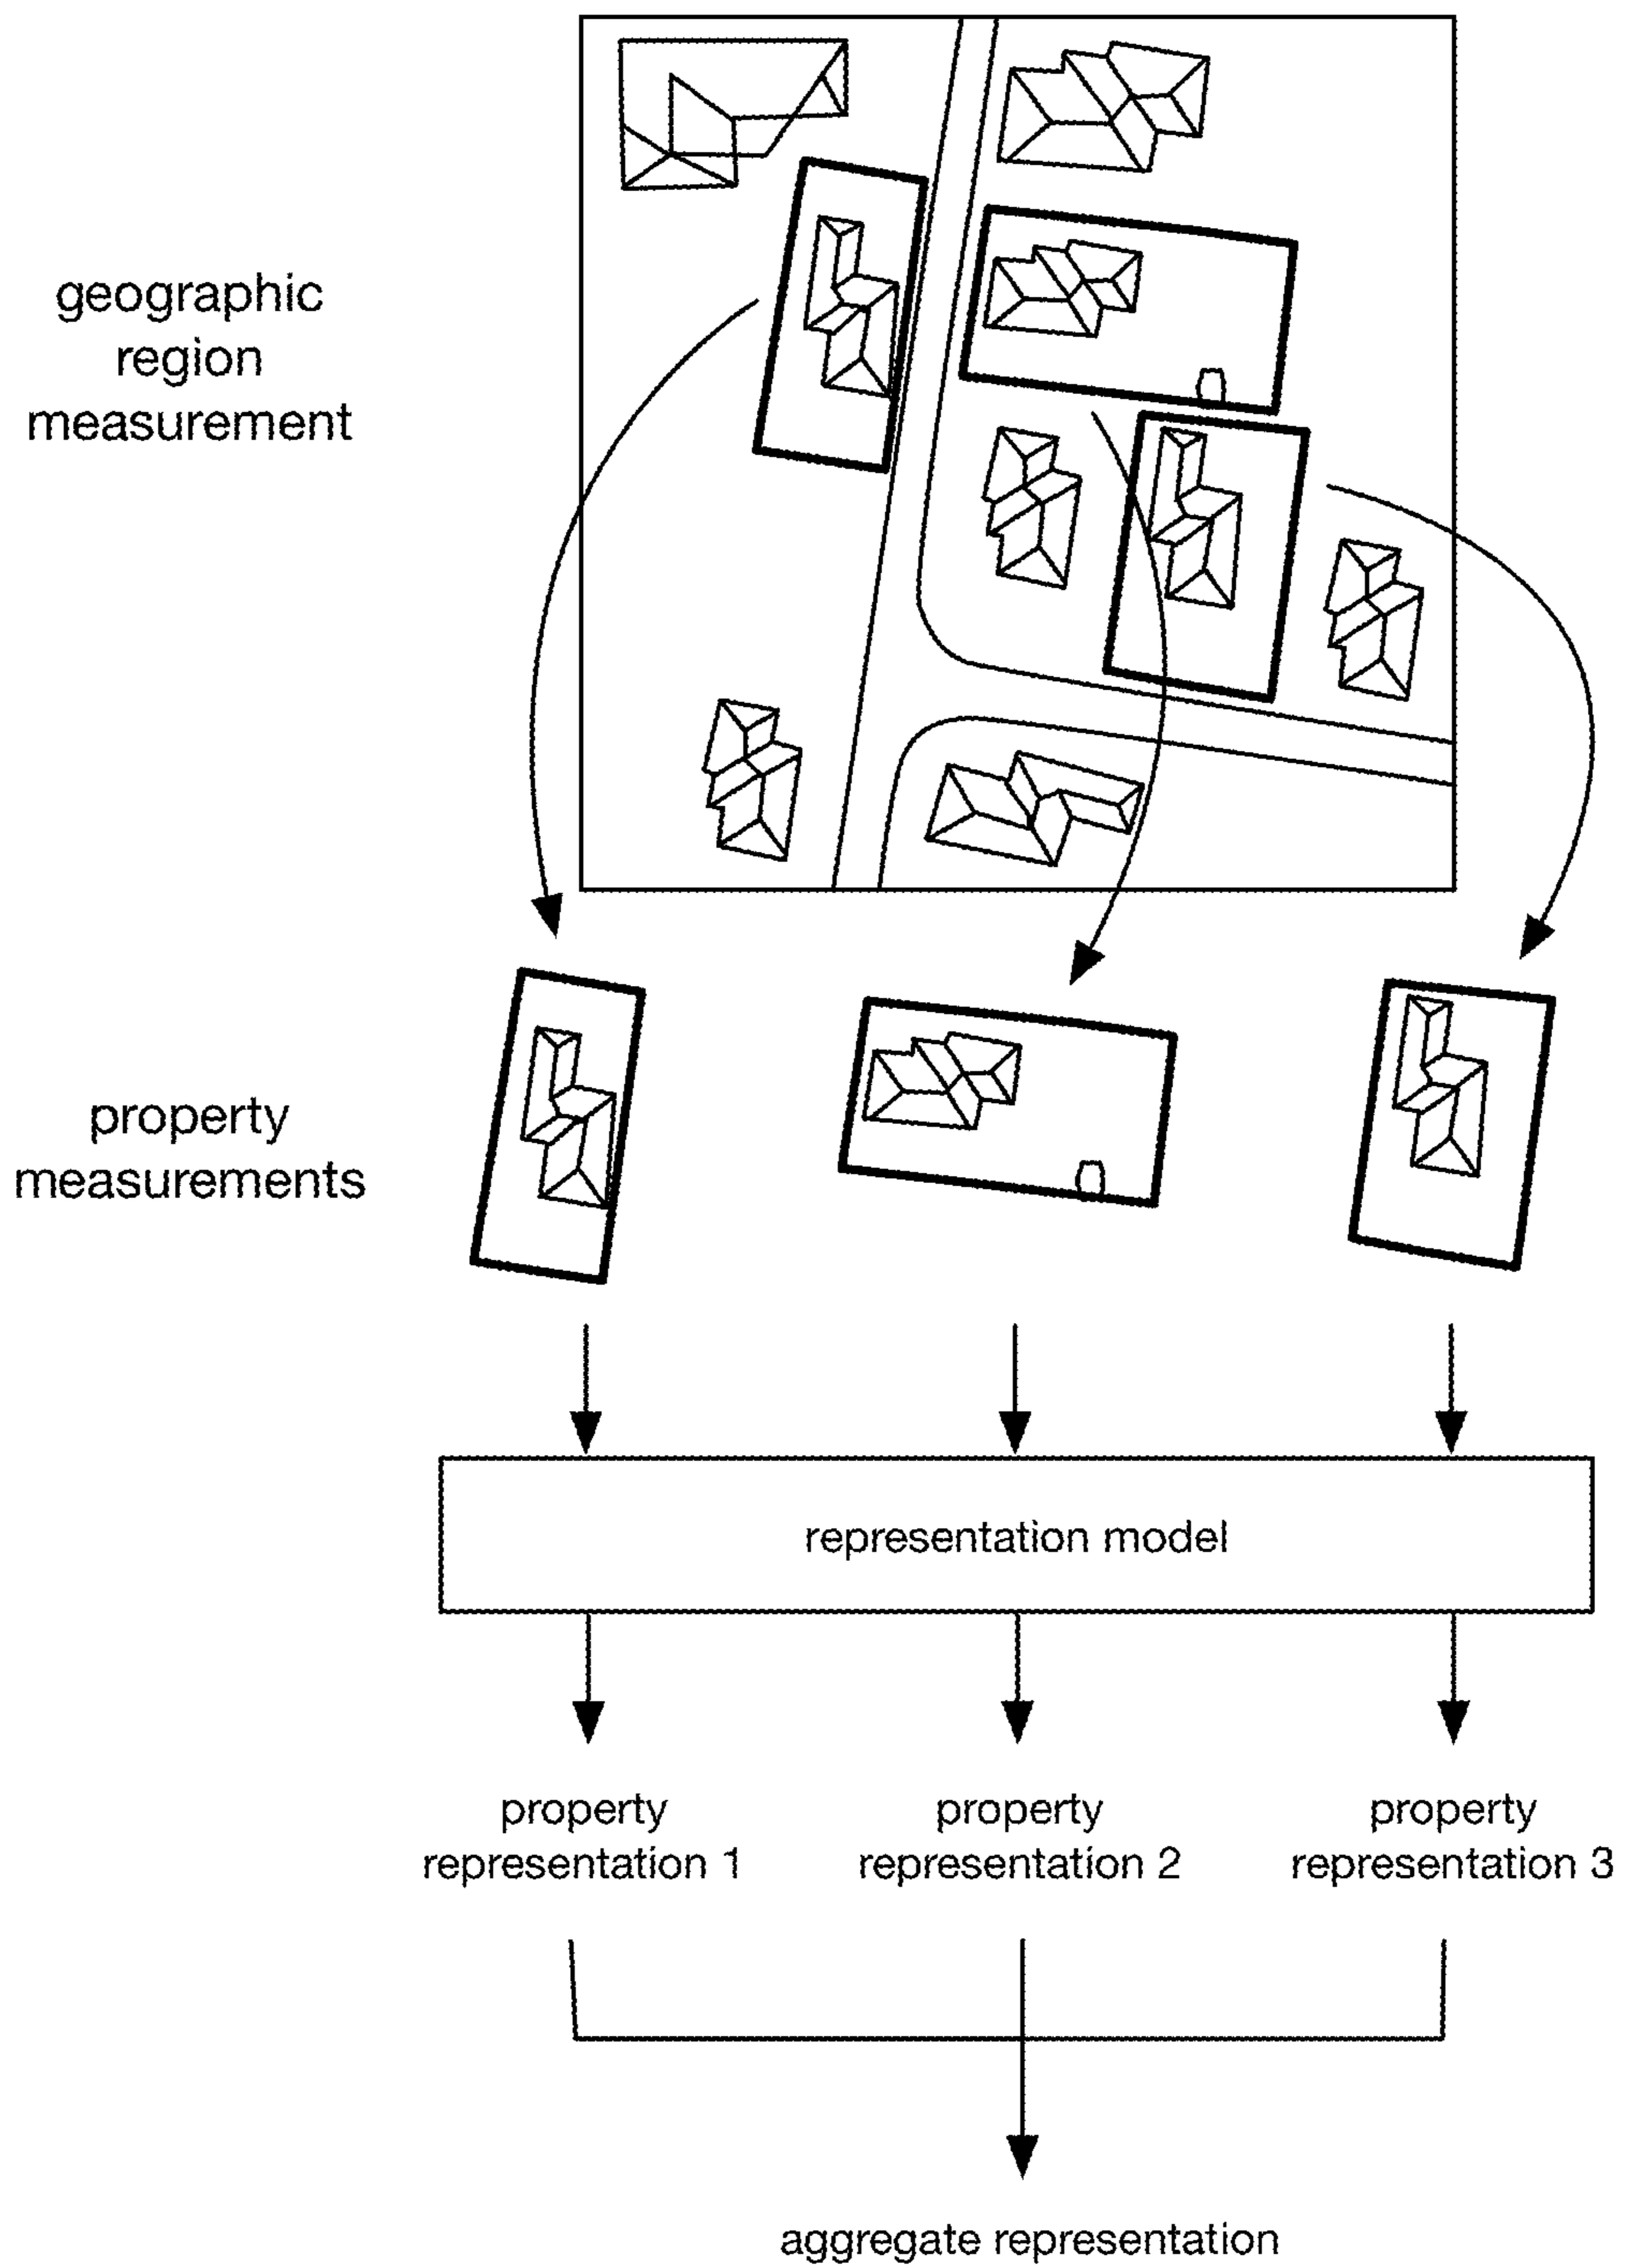 geographic
region
measurement
property
measurements
representation model
property
representation 1
property
representation 2
property
representation 3
aggregate representation